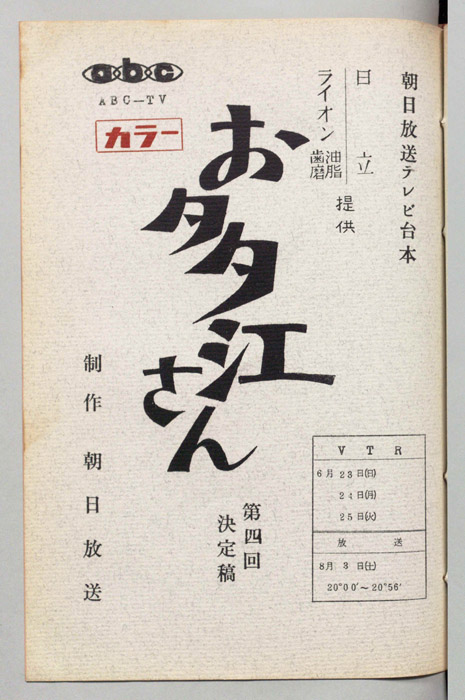 朝日放送テレビ台本
日立
ライオン油脂歯磨
提供
abc
ABC—TV
カラー
お多江さん
第四回
決定稿
制作 朝日放送
VTR
6月 23日(日)
24日(月)
25日(火)
放送
8月 3日(土)
20°00′〜20°56′